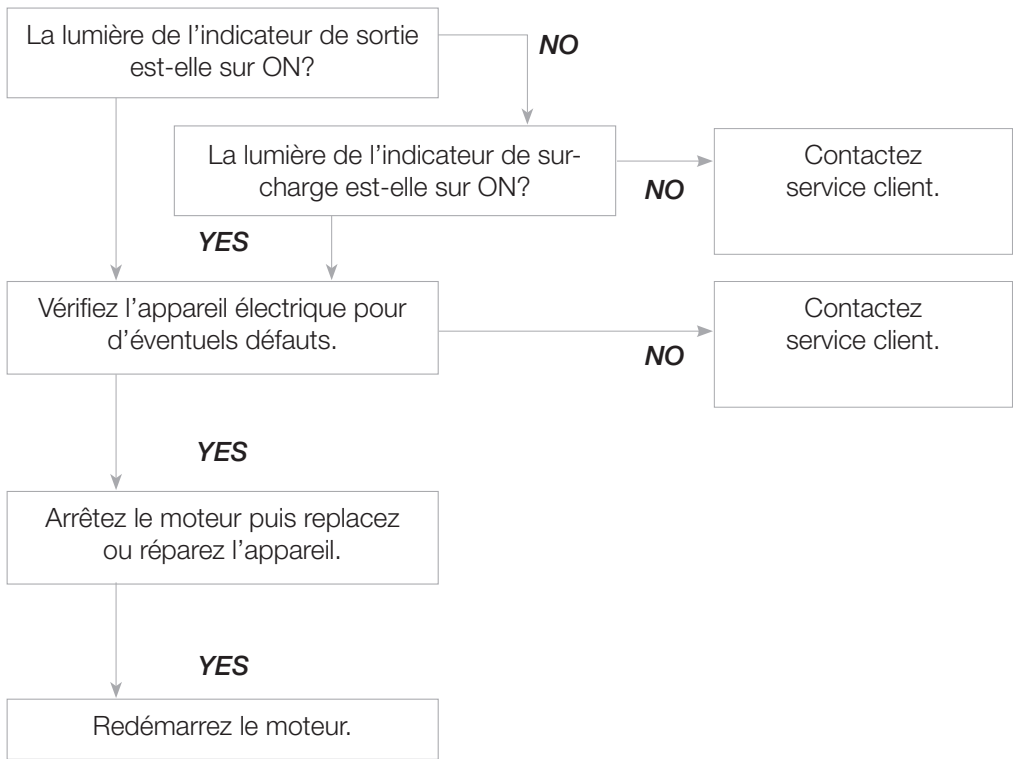 La lumière de l’indicateur de sortie
est-elle sur ON?
NO
La lumière de l’indicateur de sur-
charge est-elle sur ON?
NO
Contactez
service client.
YES
Vérifiez l’appareil électrique pour
d’éventuels défauts.
NO
Contactez
service client.
YES
Arrêtez le moteur puis replacez
ou réparez l’appareil.
YES
Redémarrez le moteur.